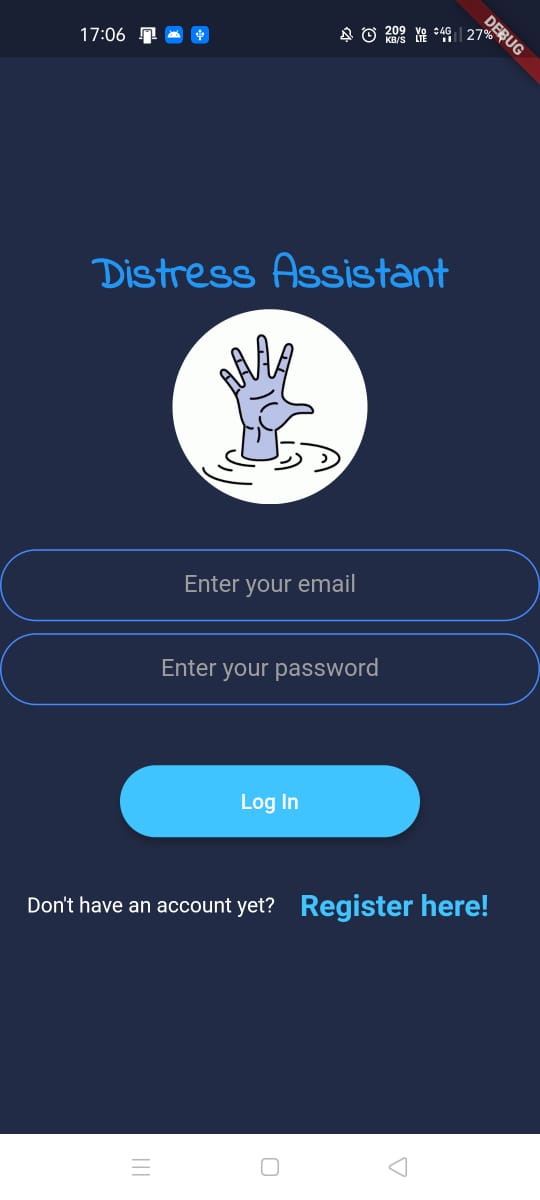 17:06
209
KB/S
Vo
LTE
4G
27%
DEBUG
Distress Assistant
Enter your email
Enter your password
Log In
Don't have an account yet? Register here!